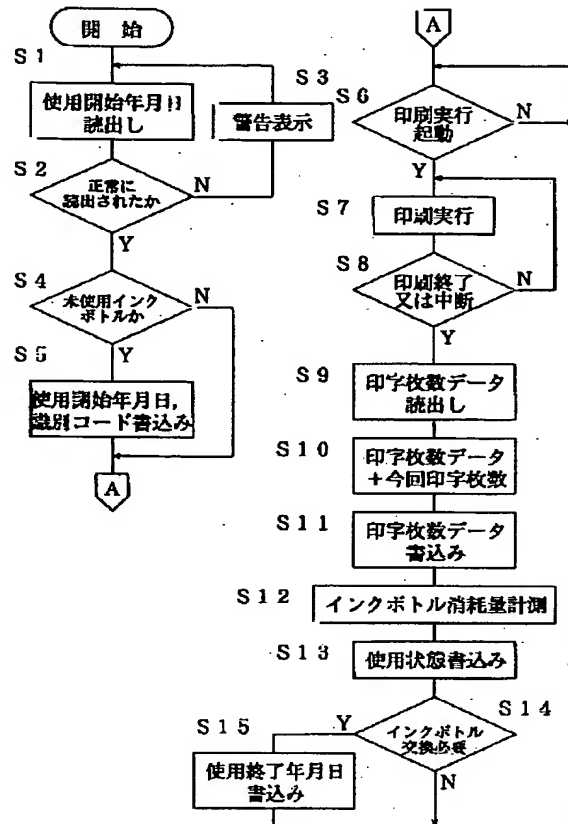 開 始
S1
使用開始年月日
読出し
S3
警告表示
S2
正常に
読出されたか
N
Y
S4
未使用インク
ボトルか
N
S5
Y
使用開始年月日,
識別コード書込み
A
A
S6
印刷実行
起動
N
Y
S7
印刷実行
S8
印刷終了
又は中断
N
Y
S9
印字枚数データ
読出し
S10
印字枚数データ
+今回印字枚数
S11
印字枚数データ
書込み
S12
インクボトル消耗量計測
S13
使用状態書込み
S14
インクボトル
交換必要
Y
S15
使用終了年月日
書込み
N